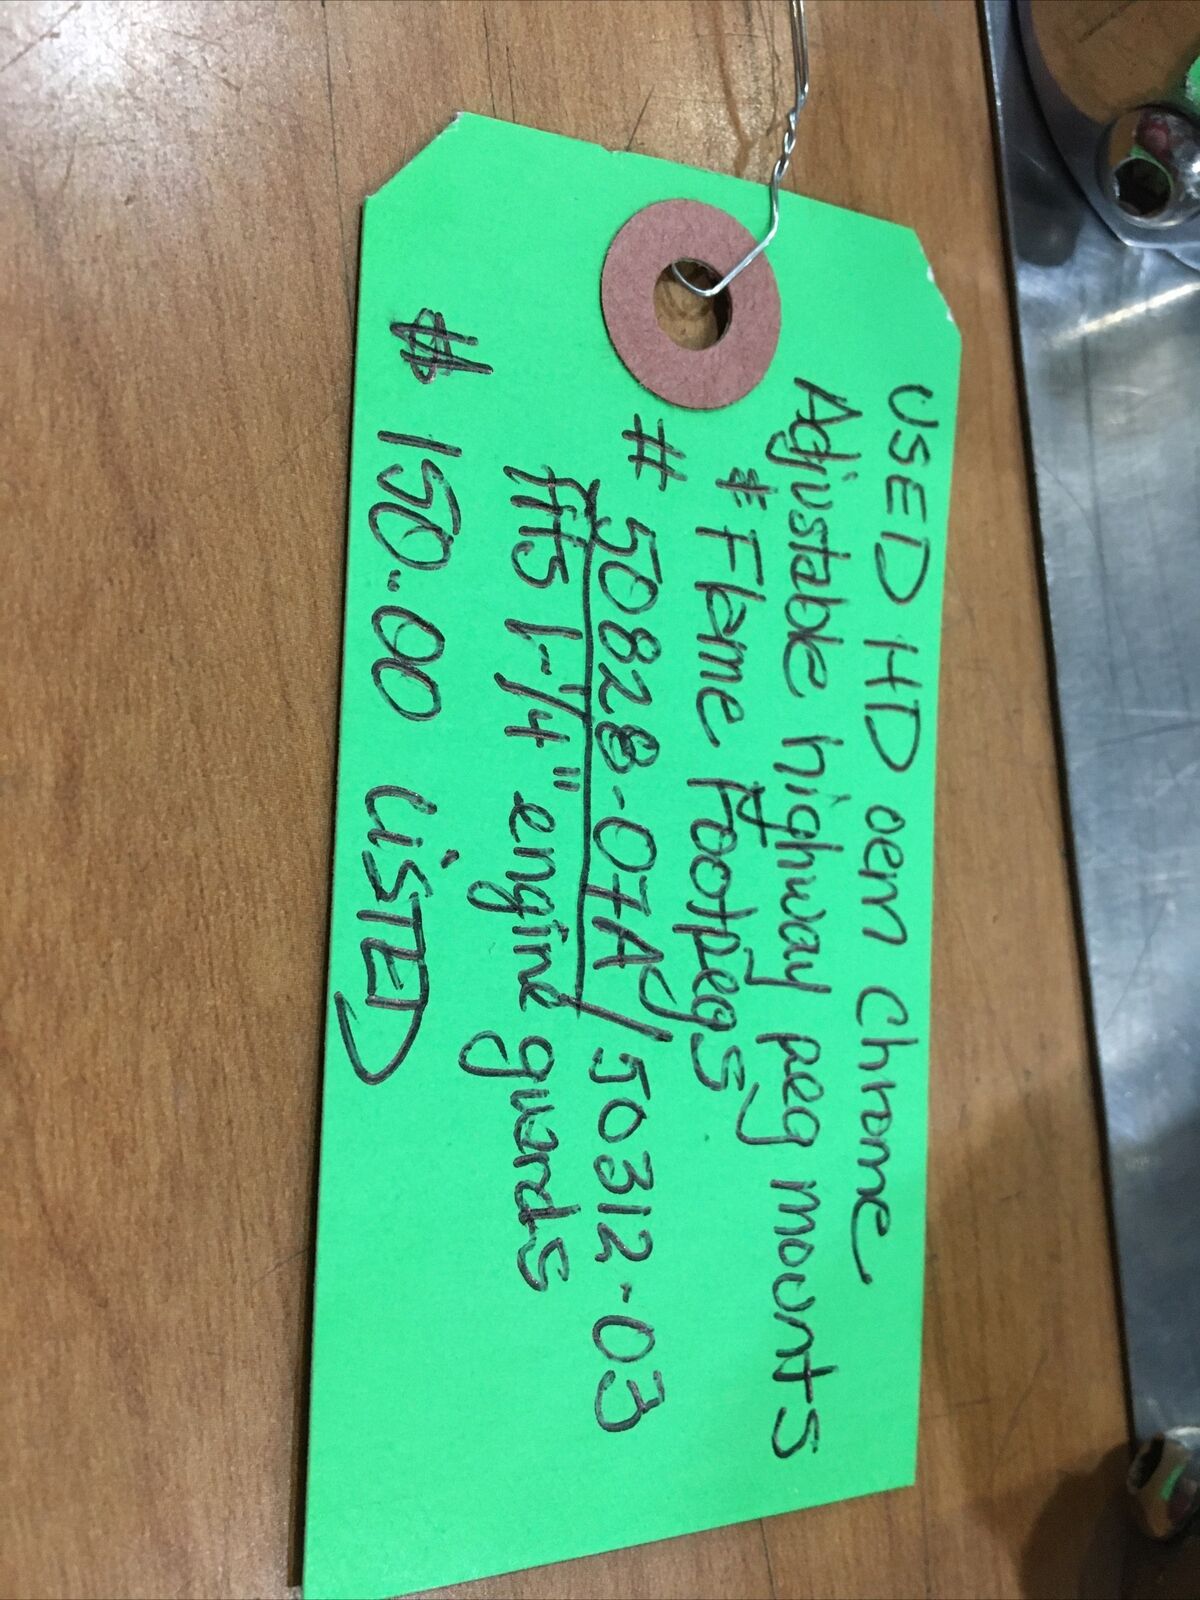 USED HD oem Chrome
Adjustable highway peg mounts
& Flame Footpegs
# 50828-07A / 50312-03
fits 1-1/4" engine guards
$ 150.00 LiSTED